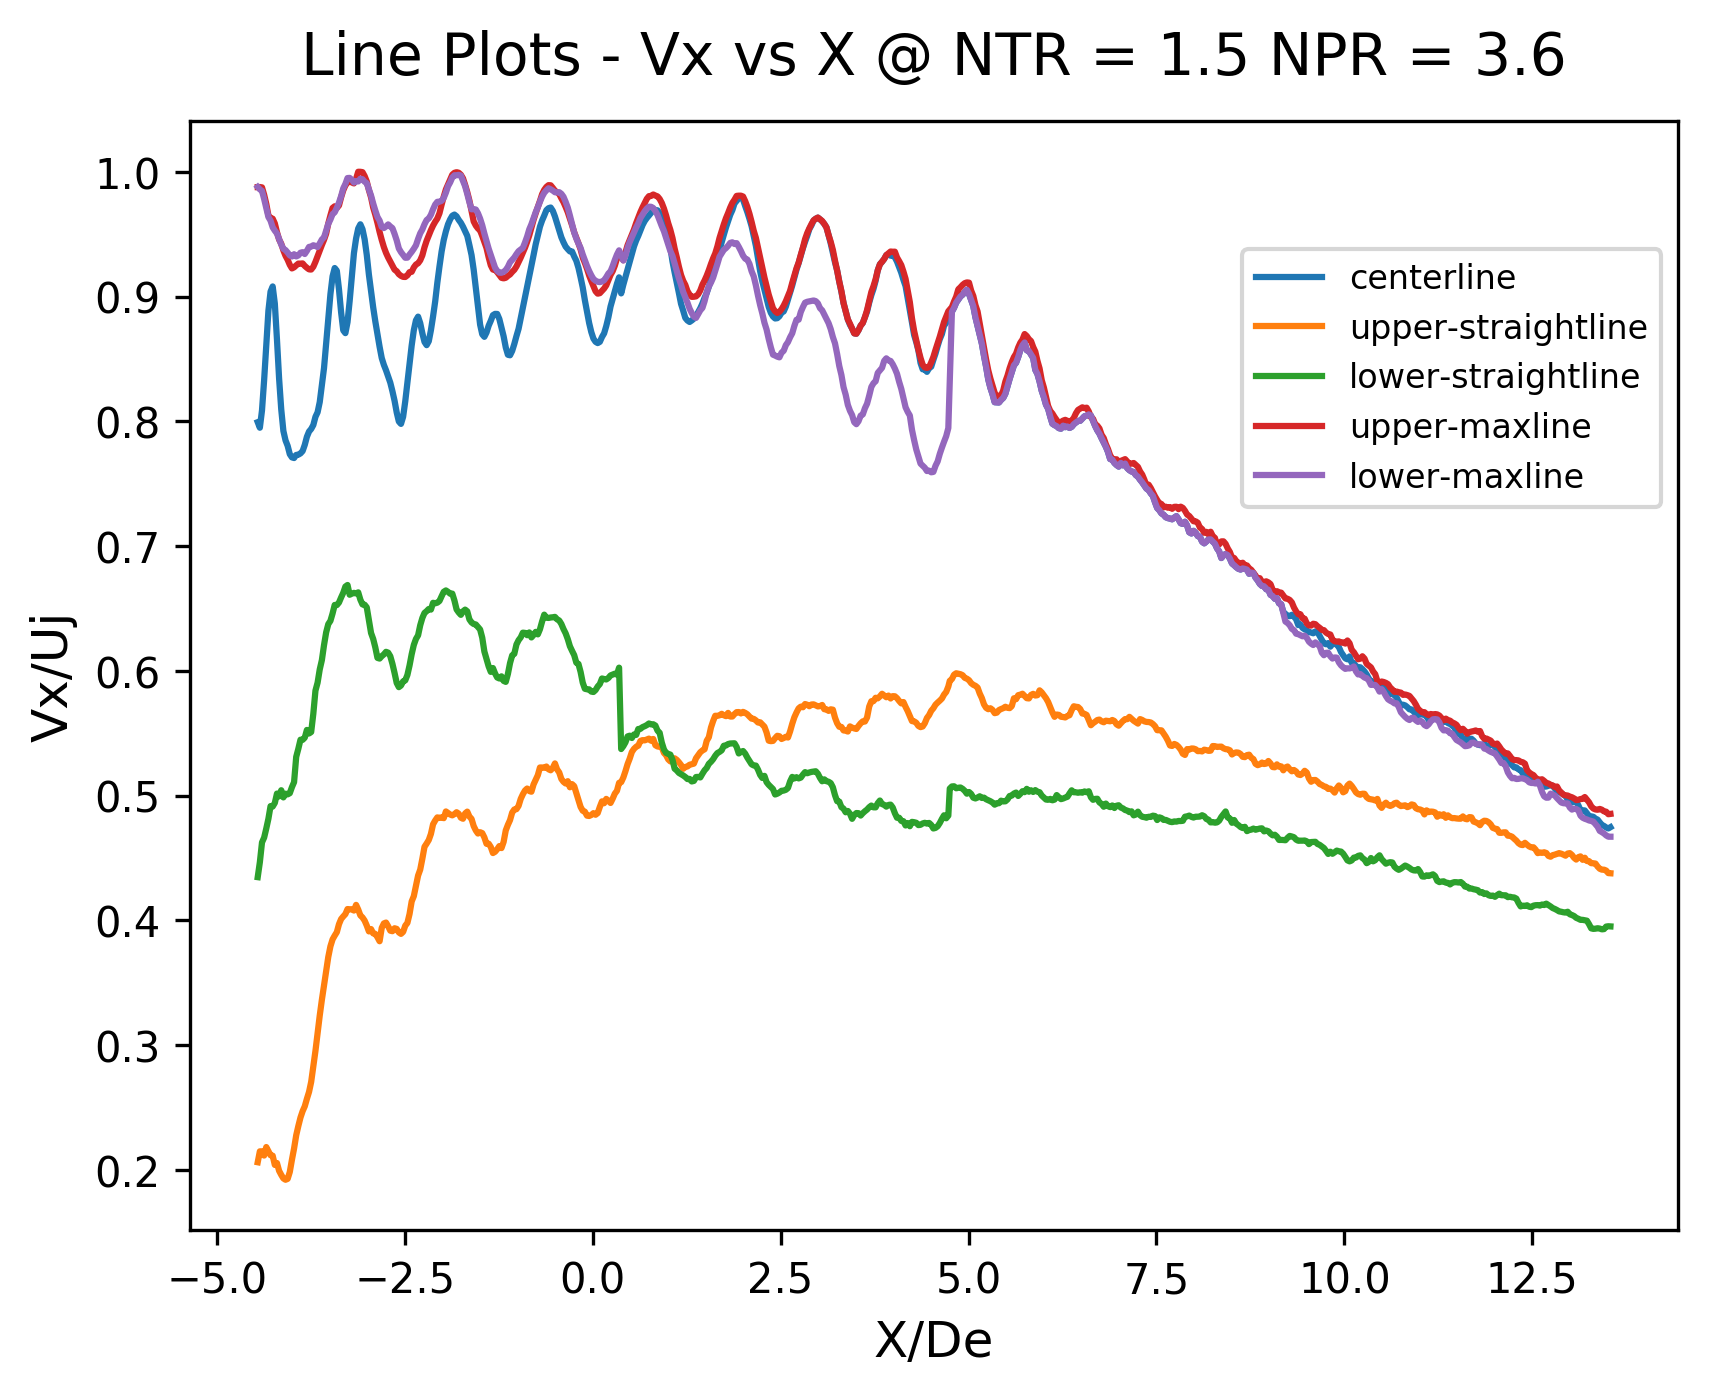 Line Plots - Vx vs X @ NTR = 1.5 NPR = 3.6
Vx/Uj
1.0
0.9
0.8
0.7
0.6
0.5
0.4
0.3
0.2
centerline
upper-straightline
lower-straightline
upper-maxline
lower-maxline
−5.0 −2.5 0.0 2.5 5.0 7.5 10.0 12.5
X/De